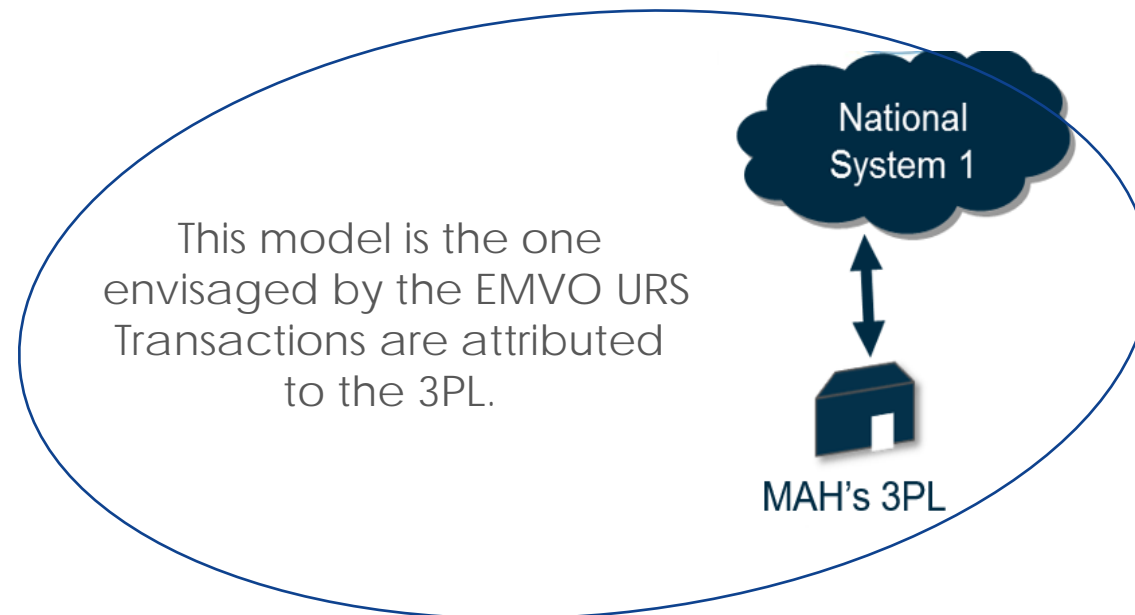 National
System 1
This model is the one
envisaged by the EMVO URS
Transactions are attributed
to the 3PL.
MAH's 3PL